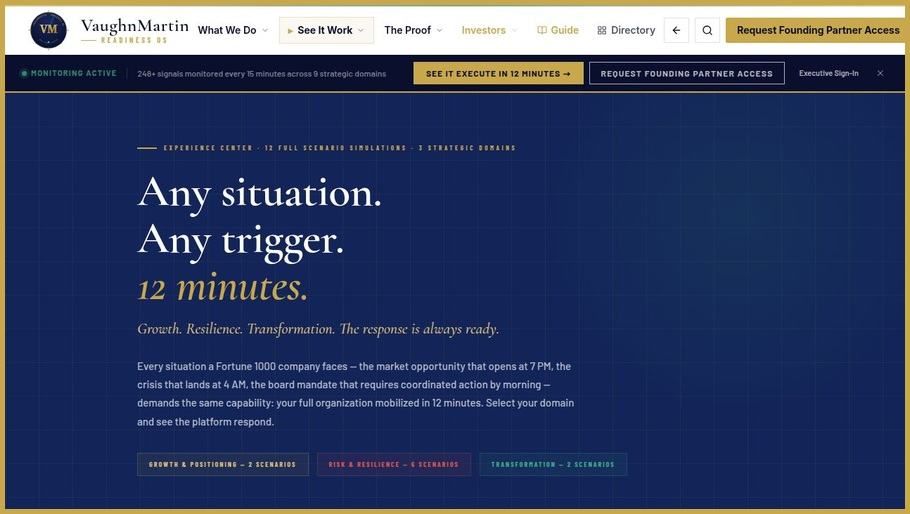 VM
VaughnMartin
READINESS OS
What We Do
See It Work
The Proof
Investors
Guide
Directory
Request Founding Partner Access
MONITORING ACTIVE
248+ signals monitored every 15 minutes across 9 strategic domains
SEE IT EXECUTE IN 12 MINUTES →
REQUEST FOUNDING PARTNER ACCESS
Executive Sign-In
EXPERIENCE CENTER · 12 FULL SCENARIO SIMULATIONS · 3 STRATEGIC DOMAINS
Any situation.
Any trigger.
12 minutes.
Growth. Resilience. Transformation. The response is always ready.
Every situation a Fortune 1000 company faces — the market opportunity that opens at 7 PM, the
crisis that lands at 4 AM, the board mandate that requires coordinated action by morning —
demands the same capability: your full organization mobilized in 12 minutes. Select your domain
and see the platform respond.
GROWTH & POSITIONING — 2 SCENARIOS
RISK & RESILIENCE — 6 SCENARIOS
TRANSFORMATION — 2 SCENARIOS